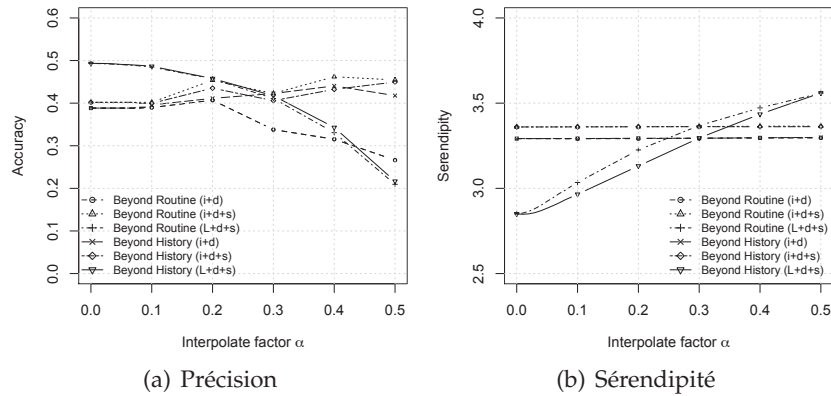 0.6
0.5
0.4
0.3
0.2
0.1
0.0
Accuracy
Beyond Routine (i+d)
Beyond Routine (i+d+s)
Beyond Routine (L+d+s)
Beyond History (i+d)
Beyond History (i+d+s)
Beyond History (L+d+s)
0.0 0.1 0.2 0.3 0.4 0.5
Interpolate factor α
(a) Précision
4.0
3.5
3.0
2.5
Serendipity
Beyond Routine (i+d)
Beyond Routine (i+d+s)
Beyond Routine (L+d+s)
Beyond History (i+d)
Beyond History (i+d+s)
Beyond History (L+d+s)
0.0 0.1 0.2 0.3 0.4 0.5
Interpolate factor α
(b) Sérendipité